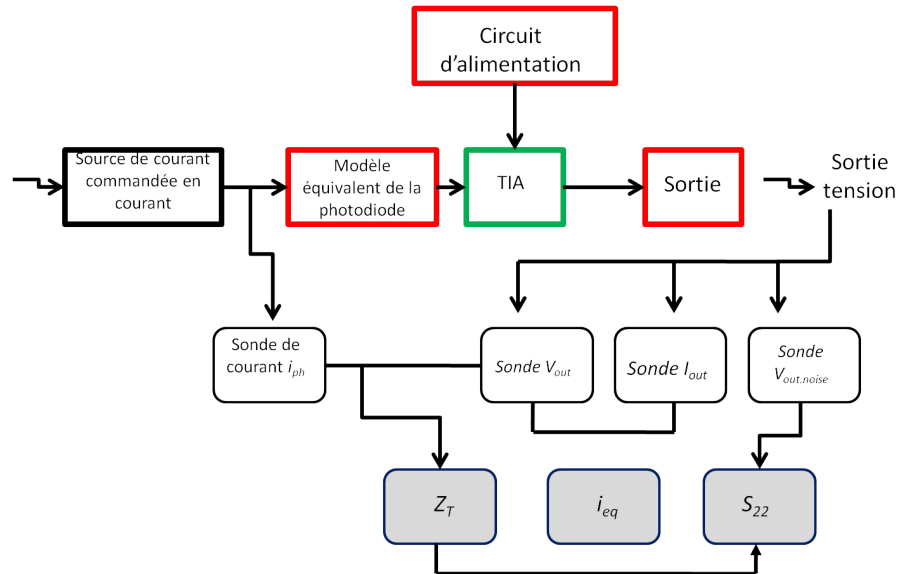 Circuit
d’alimentation
Source de courant
commandée en
courant
Modèle
équivalent de la
photodiode
TIA
Sortie
Sortie
tension
Sonde de
courant iph
Sonde Vout
Sonde Iout
Sonde
Vout.noise
ZT
ieq
S22